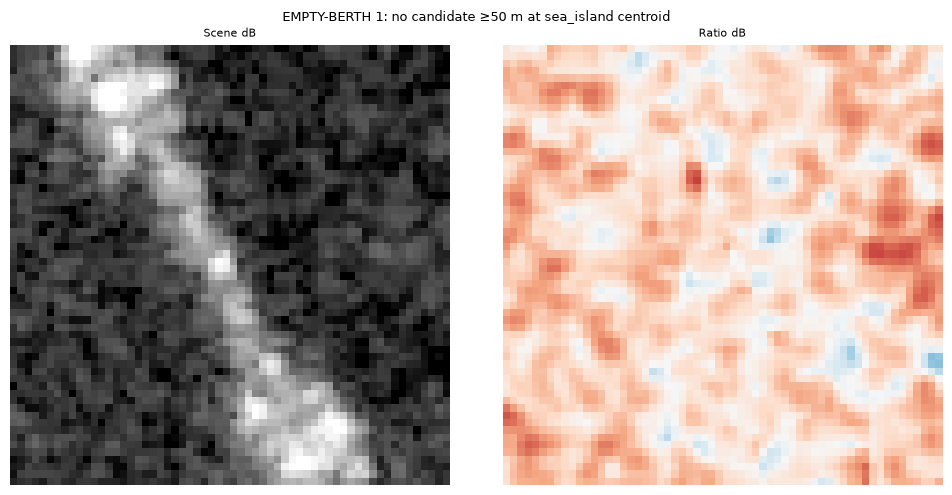 EMPTY-BERTH 1: no candidate ≥50 m at sea_island centroid
Scene dB
Ratio dB